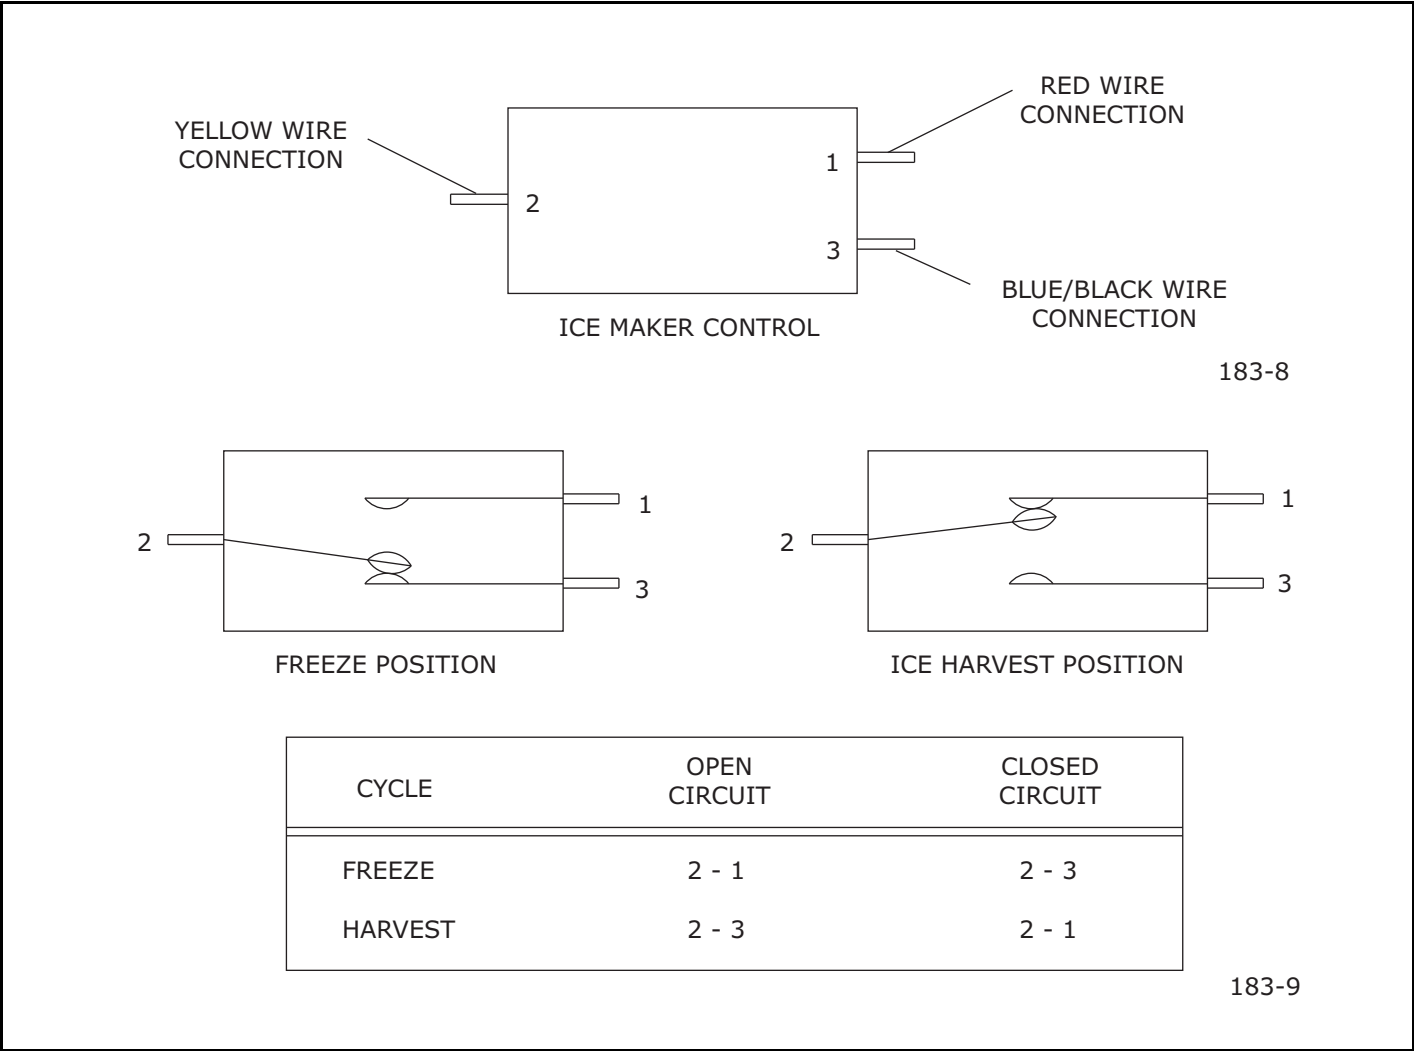 RED WIRE
CONNECTION
YELLOW WIRE
CONNECTION
1
2
3
BLUE/BLACK WIRE
CONNECTION
ICE MAKER CONTROL
183-8
1
2
3
FREEZE POSITION
1
2
3
ICE HARVEST POSITION
CYCLE
OPEN
CIRCUIT
CLOSED
CIRCUIT
FREEZE 2 - 1 2 - 3
HARVEST 2 - 3 2 - 1
183-9